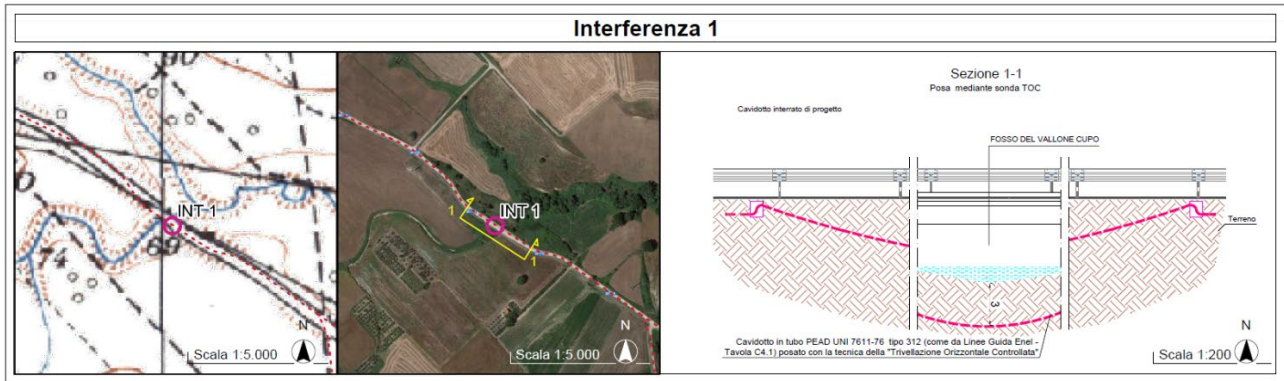 Interferenza 1
90
INT 1
69
74
N
Scala 1:5.000
1
INT 1
1
N
Scala 1:5.000
Sezione 1-1
Posa mediante sonda TOC
Cavidotto interrato di progetto
FOSSO DEL VALLONE CUPO
Terreno
3
Cavidotto in tubo PEAD UNI 7611-76 tipo 312 (come da Linee Guida Enel -
Tavola C4.1) posato con la tecnica della "Trivellazione Orizzontale Controllata"
N
Scala 1:200